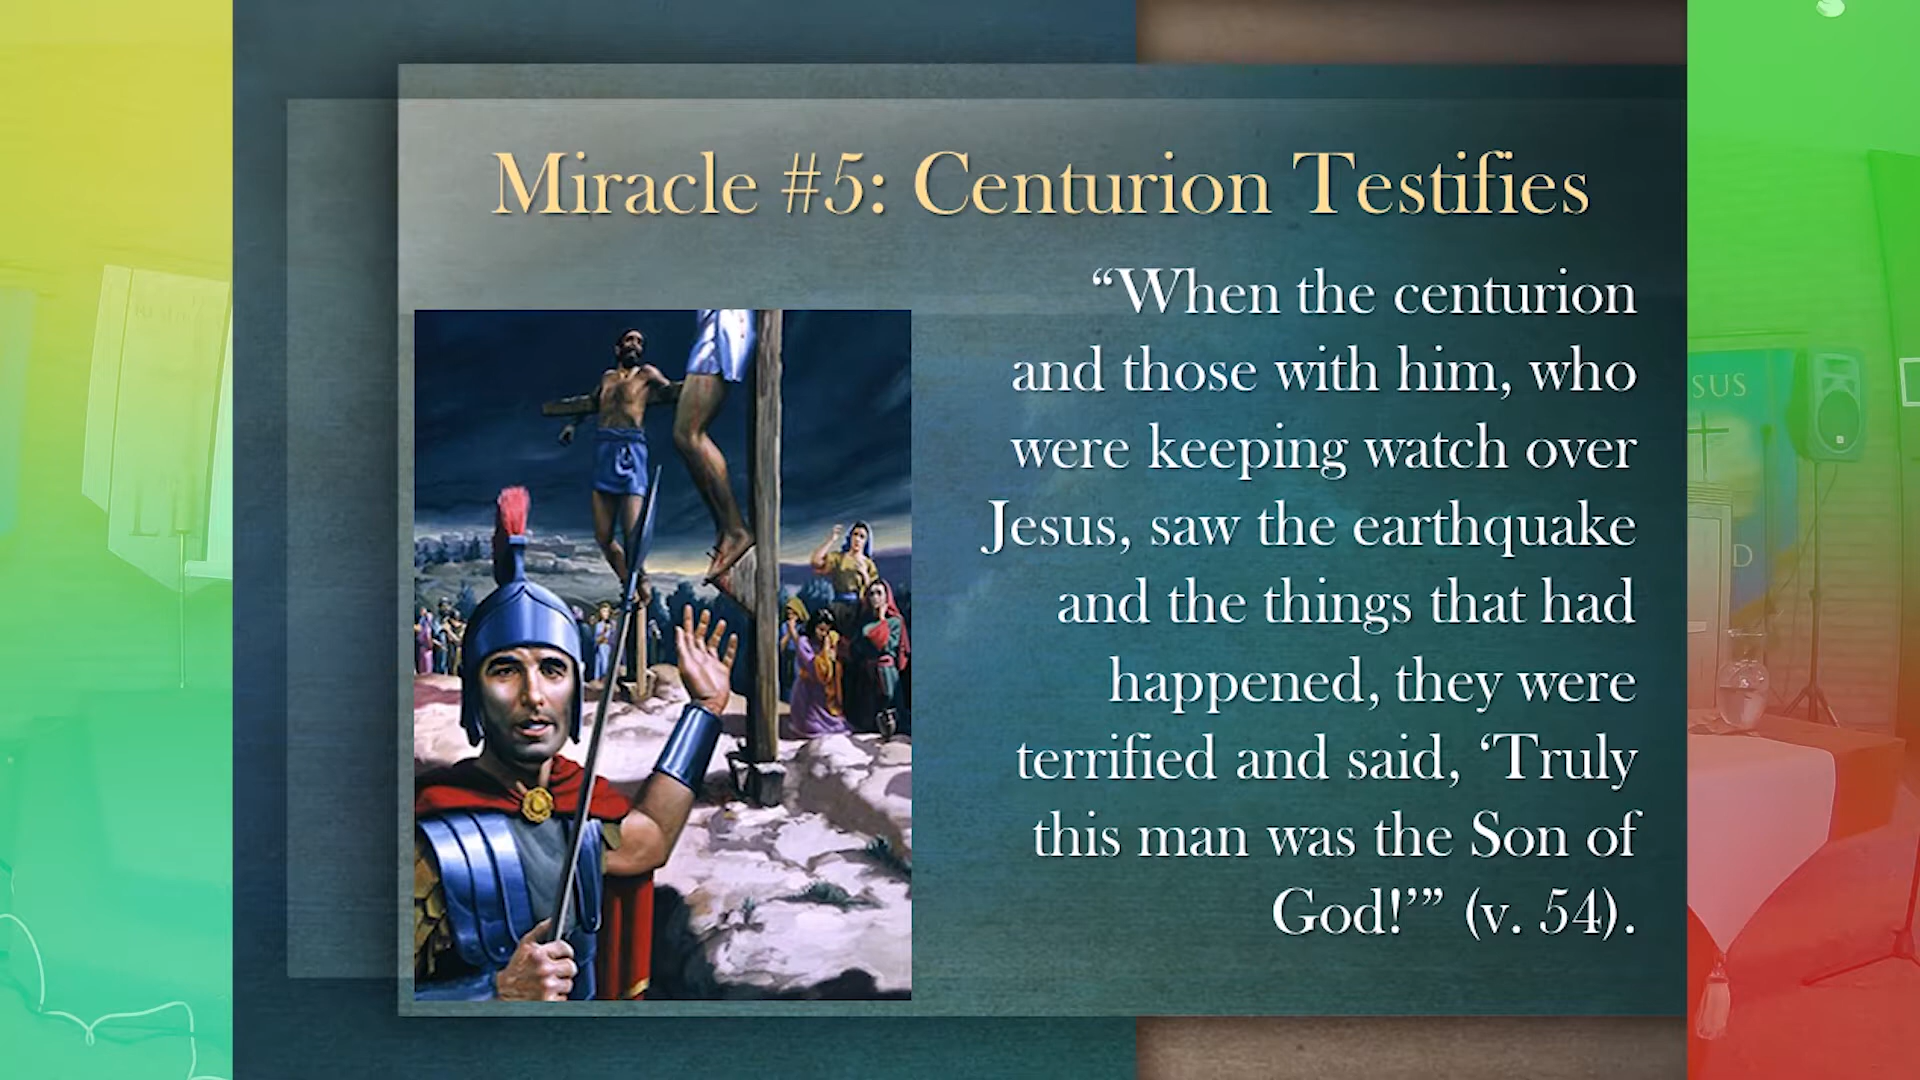 Miracle #5: Centurion Testifies
“When the centurion
and those with him, who
were keeping watch over
Jesus, saw the earthquake
and the things that had
happened, they were
terrified and said, ‘Truly
this man was the Son of
God!’” (v. 54).
SUS
D